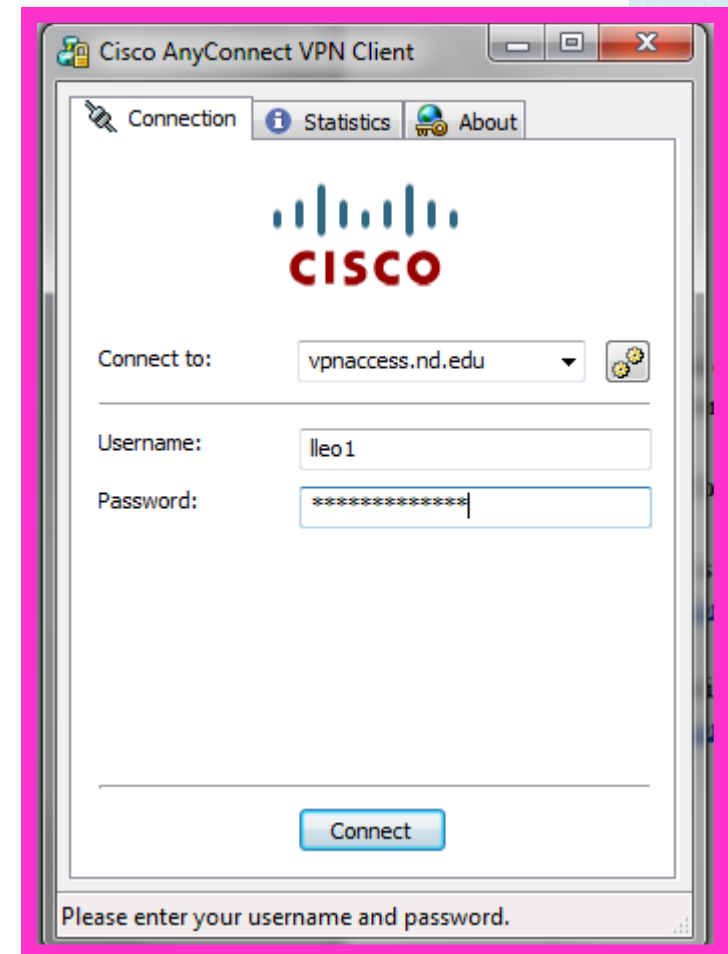 Cisco AnyConnect VPN Client
Connection Statistics About
CISCO
Connect to: vpnaccess.nd.edu
Username: lleo1
Password: *************
Connect
Please enter your username and password.